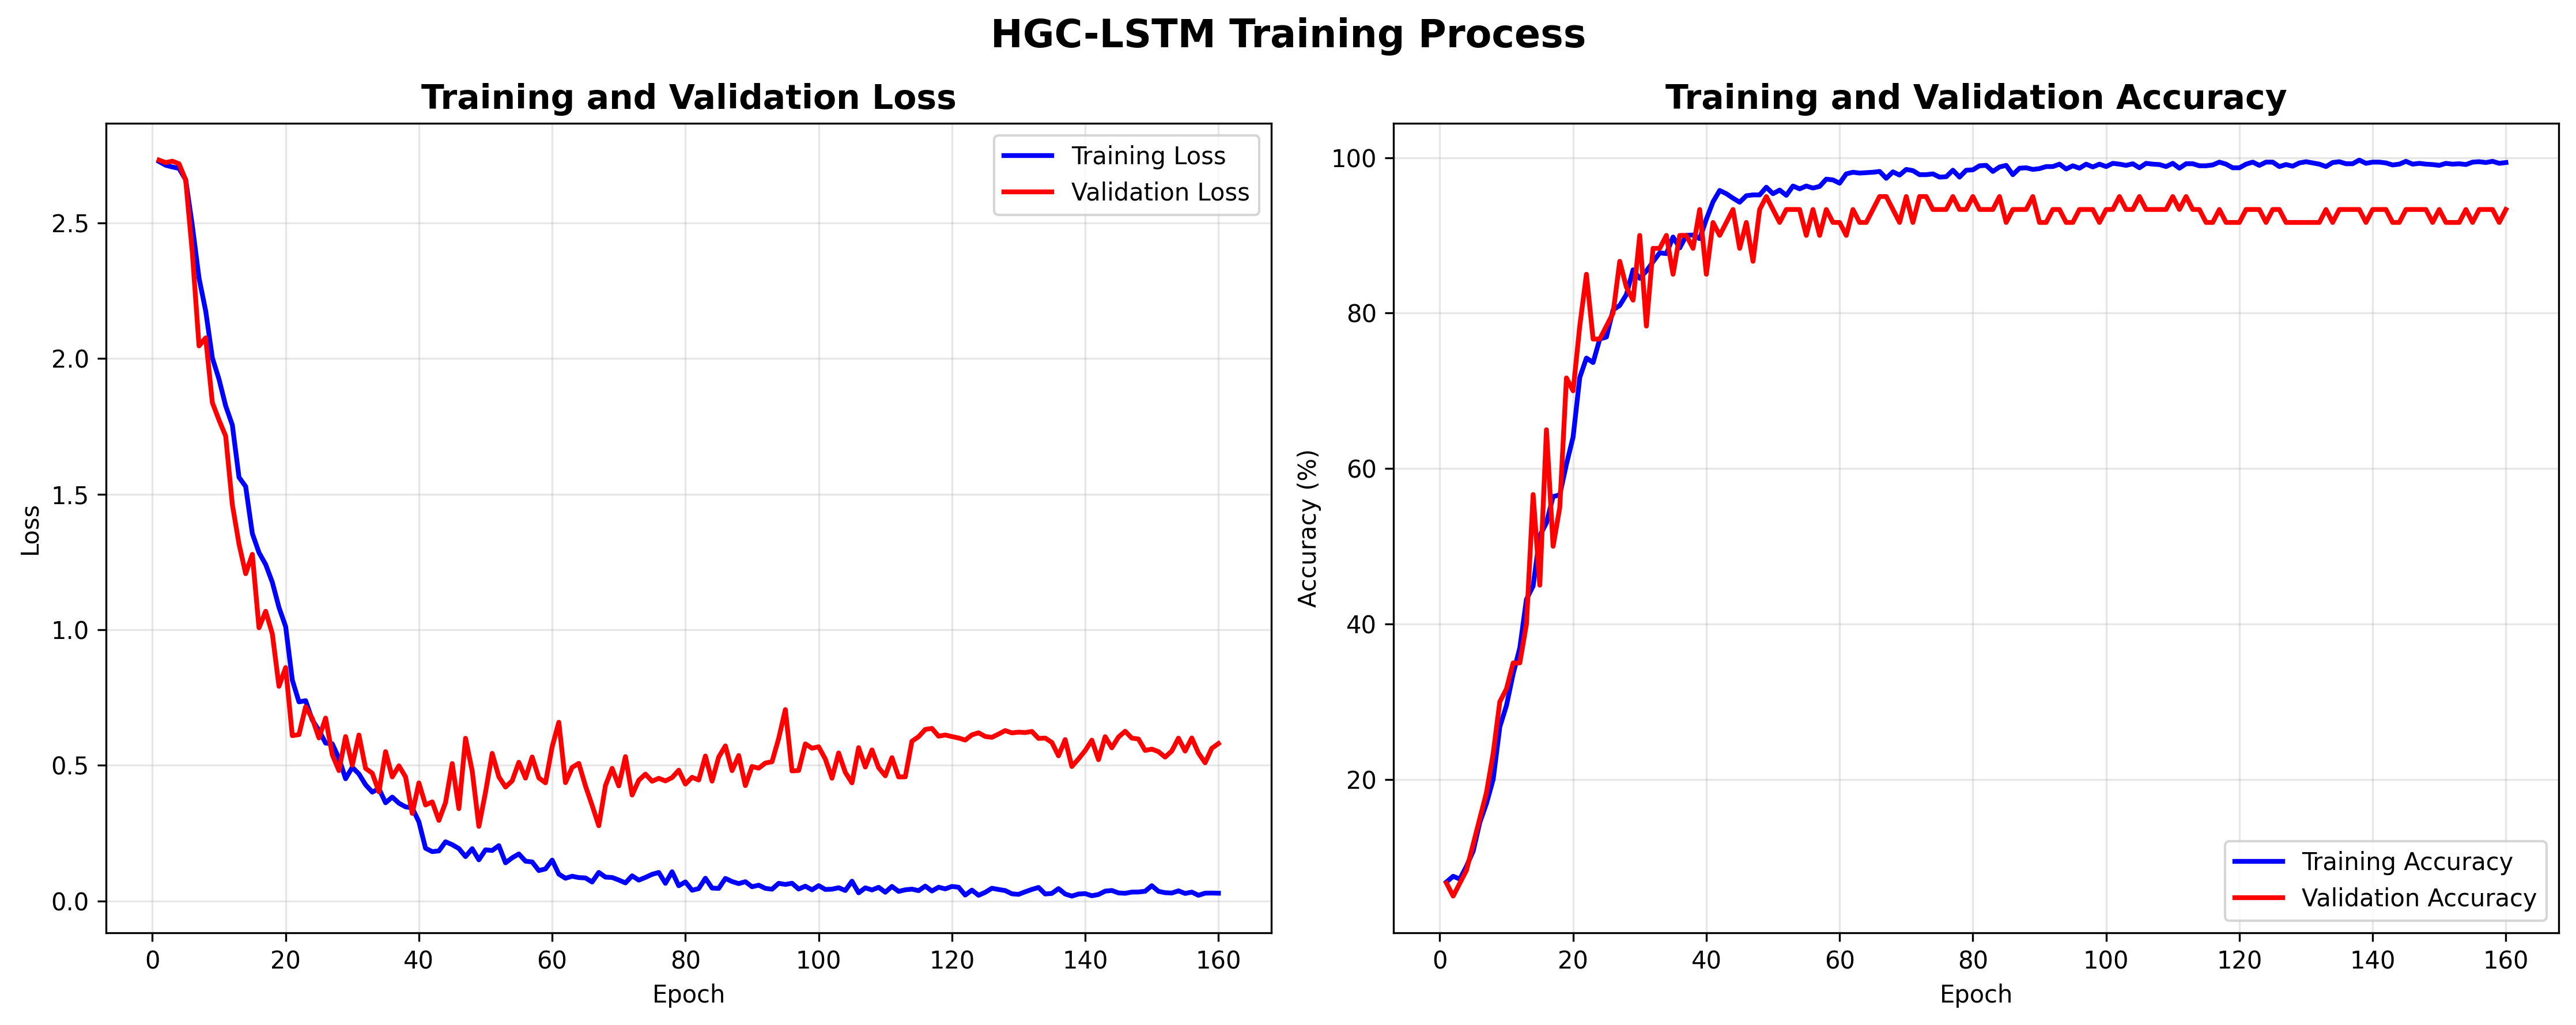 HGC-LSTM Training Process
Training and Validation Loss
Training Loss
Validation Loss
2.5
2.0
1.5
1.0
0.5
0.0
Loss
0 20 40 60 80 100 120 140 160
Epoch
Training and Validation Accuracy
100
80
60
40
20
Accuracy (%)
Training Accuracy
Validation Accuracy
0 20 40 60 80 100 120 140 160
Epoch